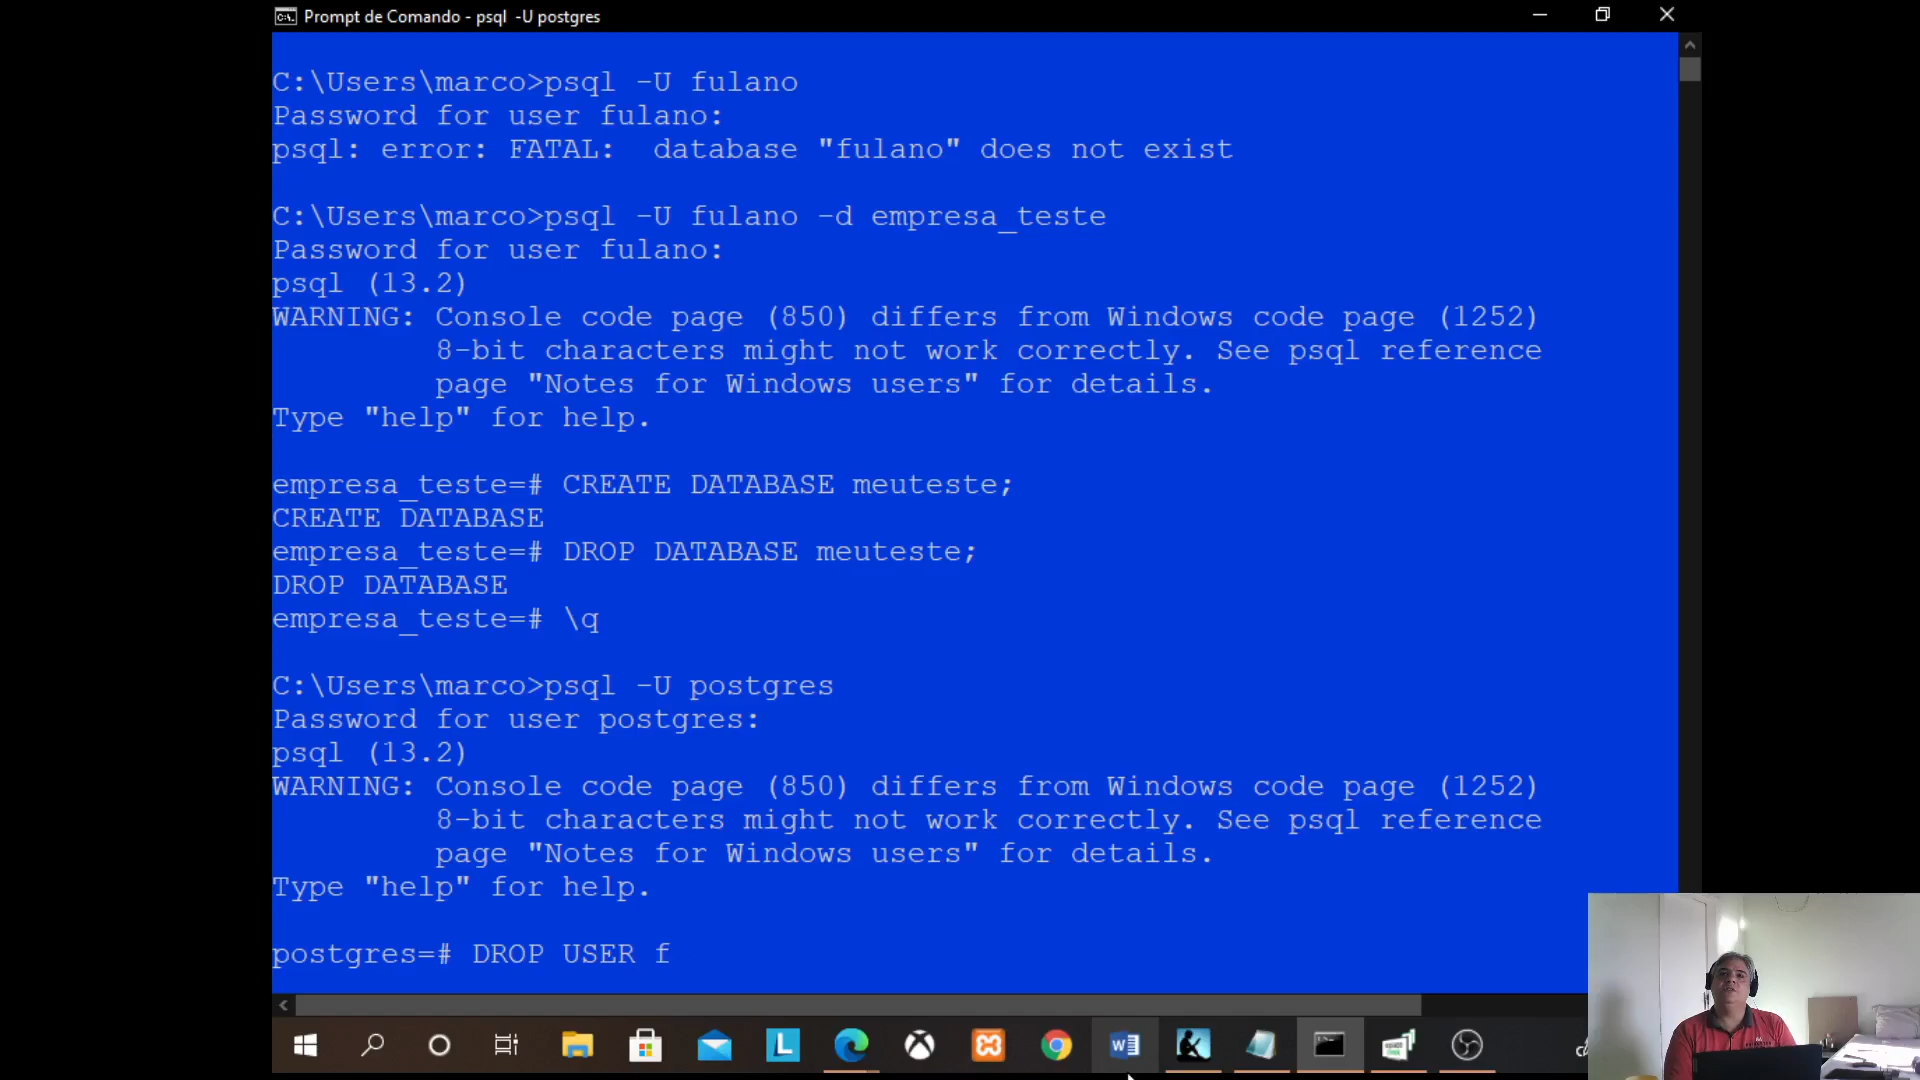 Prompt de Comando - psql -U postgres
C:\Users\marco>psql -U fulano
Password for user fulano:
psql: error: FATAL:  database "fulano" does not exist
C:\Users\marco>psql -U fulano -d empresa_teste
Password for user fulano:
psql (13.2)
WARNING: Console code page (850) differs from Windows code page (1252)
8-bit characters might not work correctly. See psql reference
page "Notes for Windows users" for details.
Type "help" for help.
empresa_teste=# CREATE DATABASE meuteste;
CREATE DATABASE
empresa_teste=# DROP DATABASE meuteste;
DROP DATABASE
empresa_teste=# \q
C:\Users\marco>psql -U postgres
Password for user postgres:
psql (13.2)
WARNING: Console code page (850) differs from Windows code page (1252)
8-bit characters might not work correctly. See psql reference
page "Notes for Windows users" for details.
Type "help" for help.
postgres=# DROP USER f